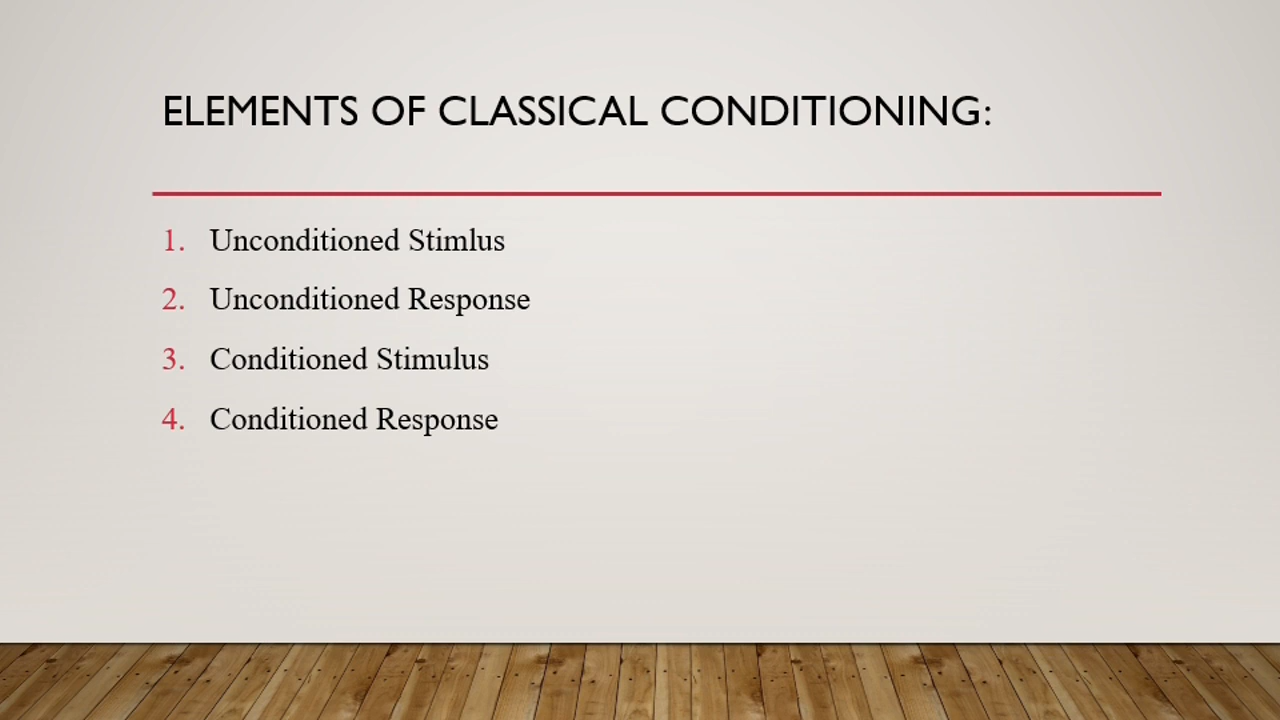 ELEMENTS OF CLASSICAL CONDITIONING:
1. Unconditioned Stimlus
2. Unconditioned Response
3. Conditioned Stimulus
4. Conditioned Response